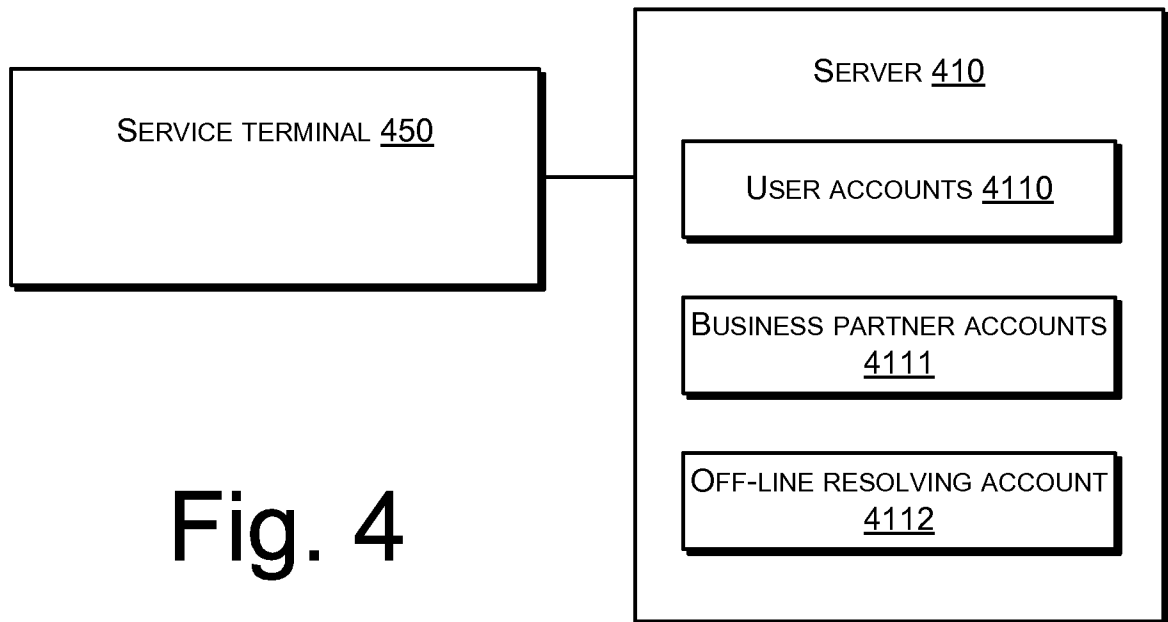 SERVICE TERMINAL 450
SERVER 410
USER ACCOUNTS 4110
BUSINESS PARTNER ACCOUNTS
4111
OFF-LINE RESOLVING ACCOUNT
4112
Fig. 4